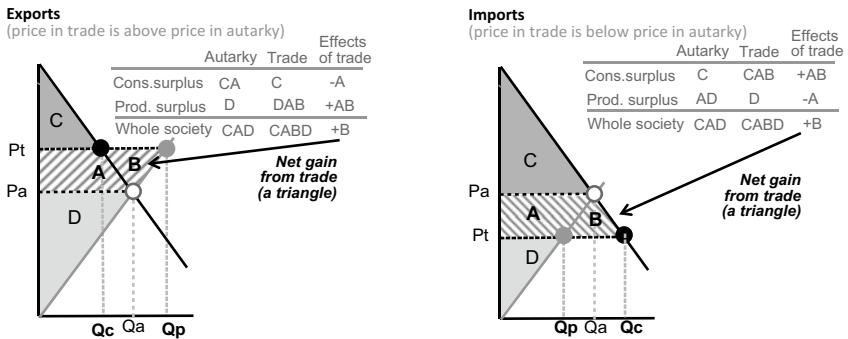 Exports
(price in trade is above price in autarky)
Autarky Trade Effects of trade
Cons.surplus CA C -A
Prod. surplus D DAB +AB
Whole society CAD CABD +B
C
Pt
A B
Pa
D
Net gain
from trade
(a triangle)
Qc Qa Qp
Imports
(price in trade is below price in autarky)
Autarky Trade Effects of trade
Cons.surplus C CAB +AB
Prod. surplus AD D -A
Whole society CAD CABD +B
C
Pa
A B
Pt
D
Net gain
from trade
(a triangle)
Qp Qa Qc